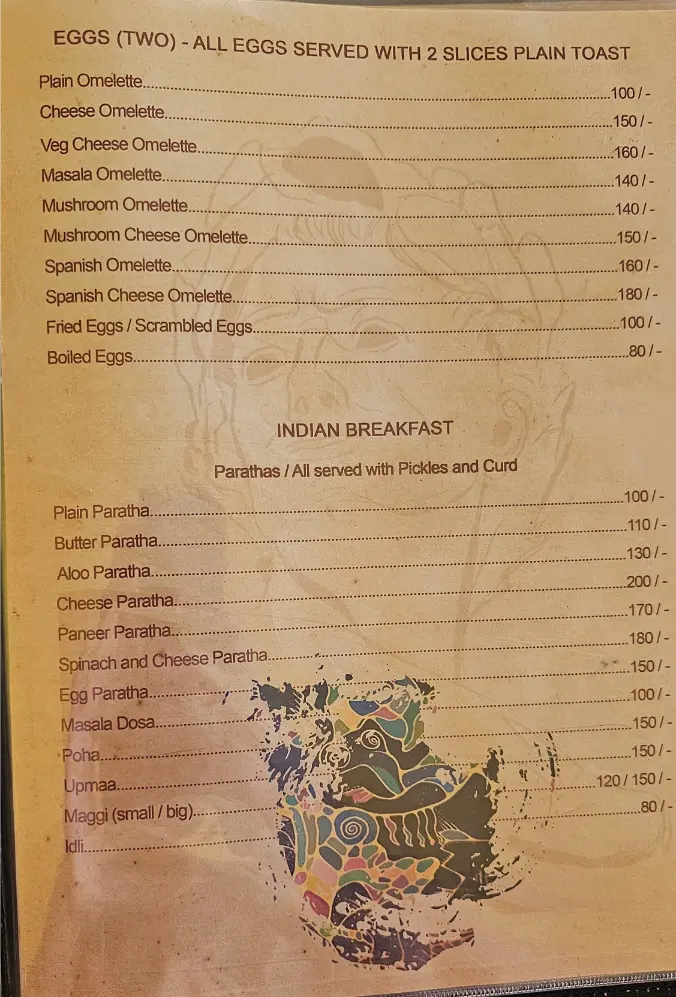 EGGS (TWO) - ALL EGGS SERVED WITH 2 SLICES PLAIN TOAST
Plain Omelette..........100 / -
Cheese Omelette..........150 / -
Veg Cheese Omelette..........160 / -
Masala Omelette..........140 / -
Mushroom Omelette..........140 / -
Mushroom Cheese Omelette..........150 / -
Spanish Omelette..........160 / -
Spanish Cheese Omelette..........180 / -
Fried Eggs / Scrambled Eggs..........100 / -
Boiled Eggs..........80 / -
INDIAN BREAKFAST
Parathas / All served with Pickles and Curd
Plain Paratha..........100 / -
Butter Paratha..........110 / -
Aloo Paratha..........130 / -
Cheese Paratha..........200 / -
Paneer Paratha..........170 / -
Spinach and Cheese Paratha..........180 / -
Egg Paratha..........150 / -
Masala Dosa..........100 / -
Poha..........150 / -
Upmaa..........150 / -
Maggi (small / big)..........120 / 150 / -
Idli..........80 / -